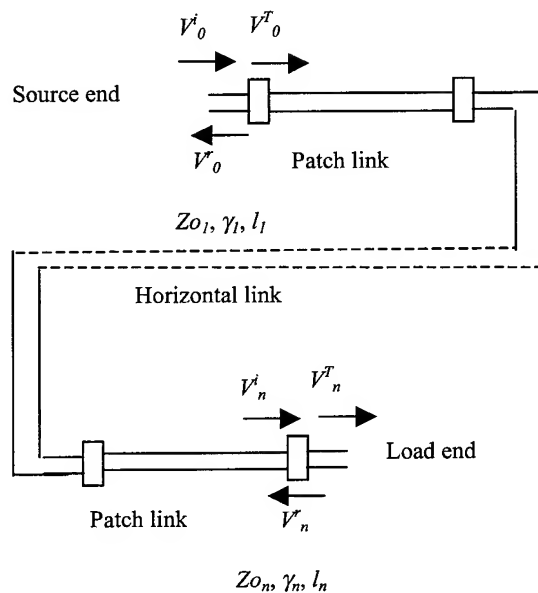 V^i_0 V^T_0
Source end
V^r_0
Patch link
Zo_1, γ_1, l_1
Horizontal link
V^i_n V^T_n
Load end
V^r_n
Patch link
Zo_n, γ_n, l_n